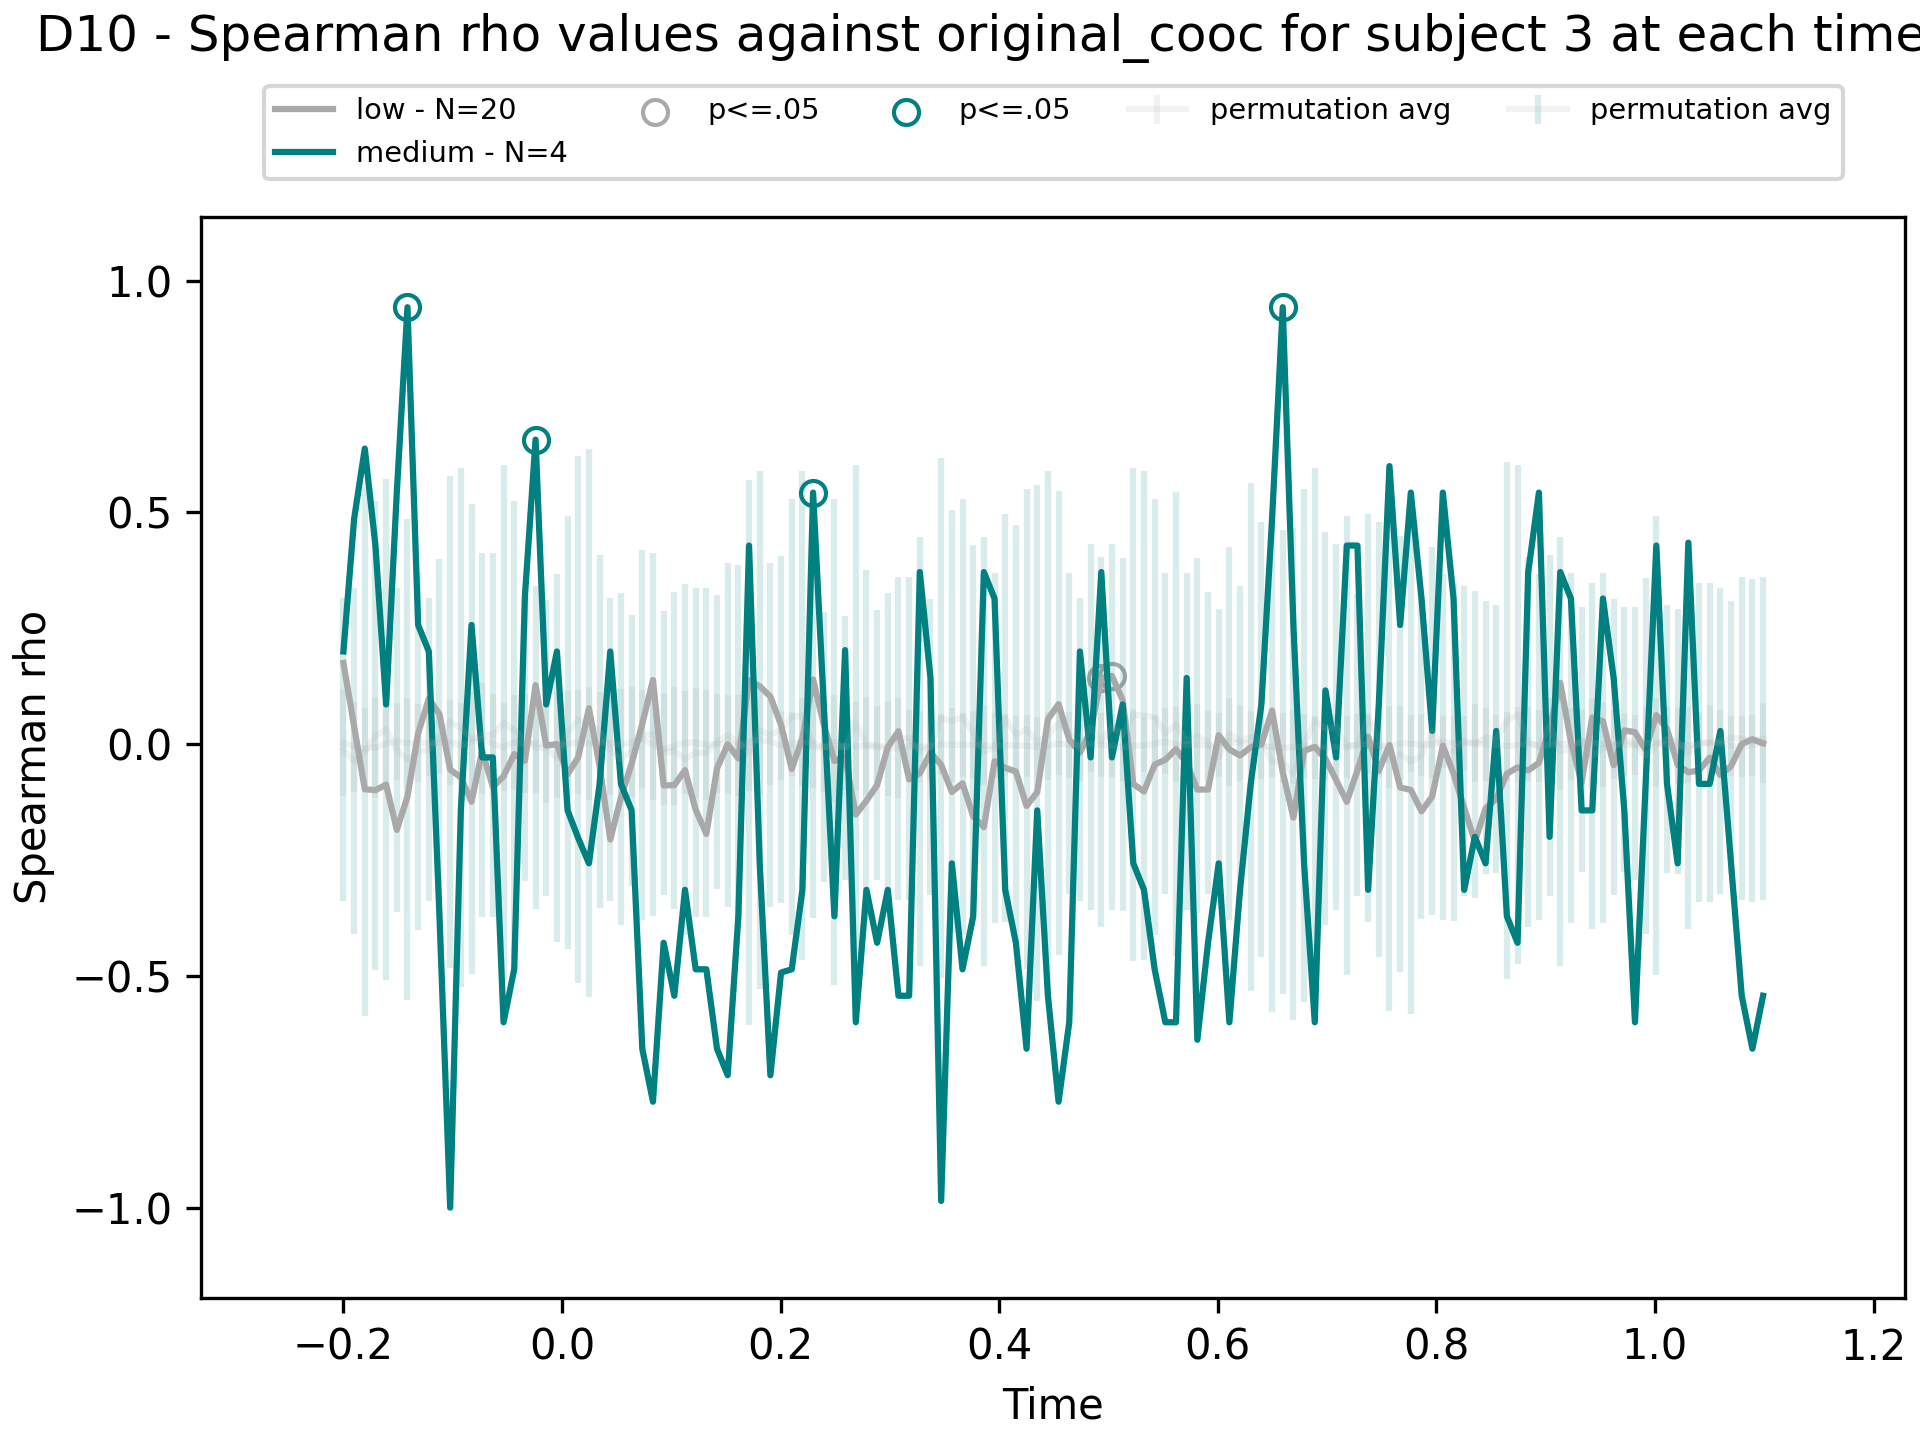 D10 - Spearman rho values against original_cooc for subject 3 at each time
low - N=20
medium - N=4
p<=.05
p<=.05
permutation avg
permutation avg
Spearman rho
1.0
0.5
0.0
−0.5
−1.0
−0.2
0.0
0.2
0.4
0.6
0.8
1.0
1.2
Time